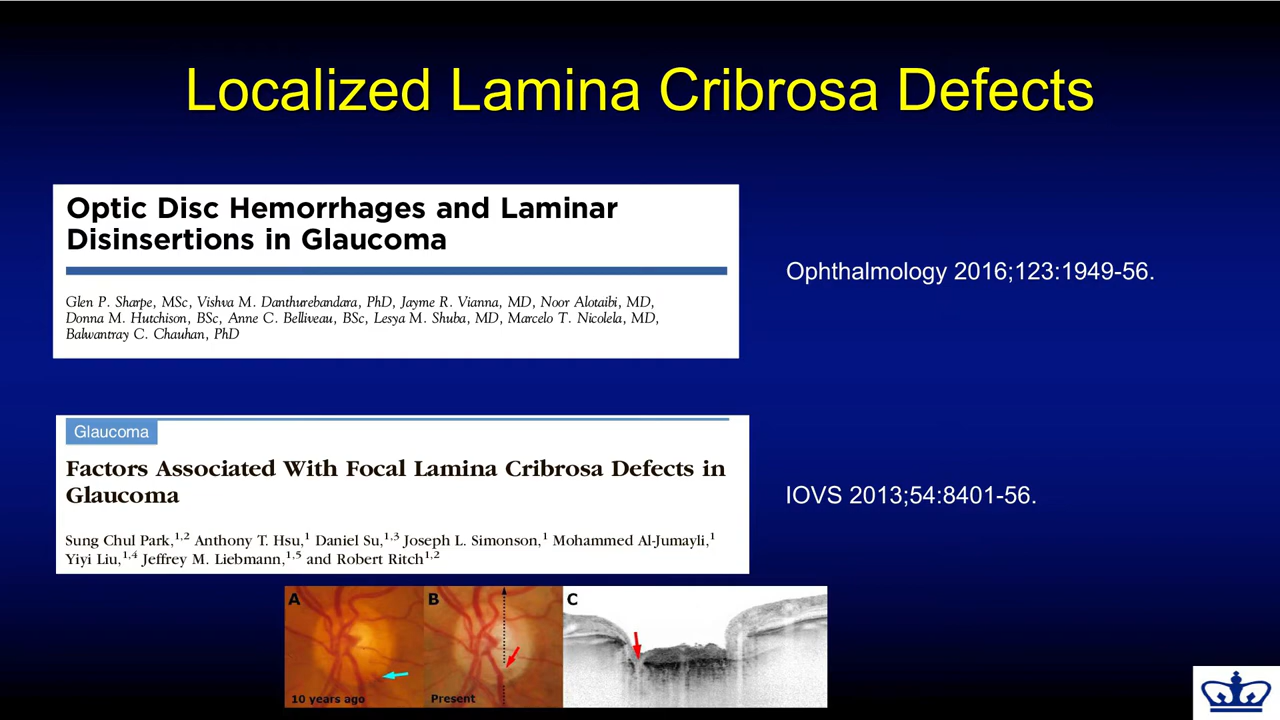 Localized Lamina Cribrosa Defects
Optic Disc Hemorrhages and Laminar
Disinsertions in Glaucoma
Glen P. Sharpe, MSc, Vishva M. Danthurebandara, PhD, Jayme R. Vianna, MD, Noor Alotaibi, MD,
Donna M. Hutchison, BSc, Anne C. Belliveau, BSc, Lesya M. Shuba, MD, Marcelo T. Nicolela, MD,
Balwantray C. Chauhan, PhD
Ophthalmology 2016;123:1949-56.
Glaucoma
Factors Associated With Focal Lamina Cribrosa Defects in
Glaucoma
Sung Chul Park,1,2 Anthony T. Hsu,1 Daniel Su,1,3 Joseph L. Simonson,1 Mohammed Al-Jumayli,1
Yiyi Liu,1,4 Jeffrey M. Liebmann,1,5 and Robert Ritch1,2
IOVS 2013;54:8401-56.
A
B
C
10 years ago
Present